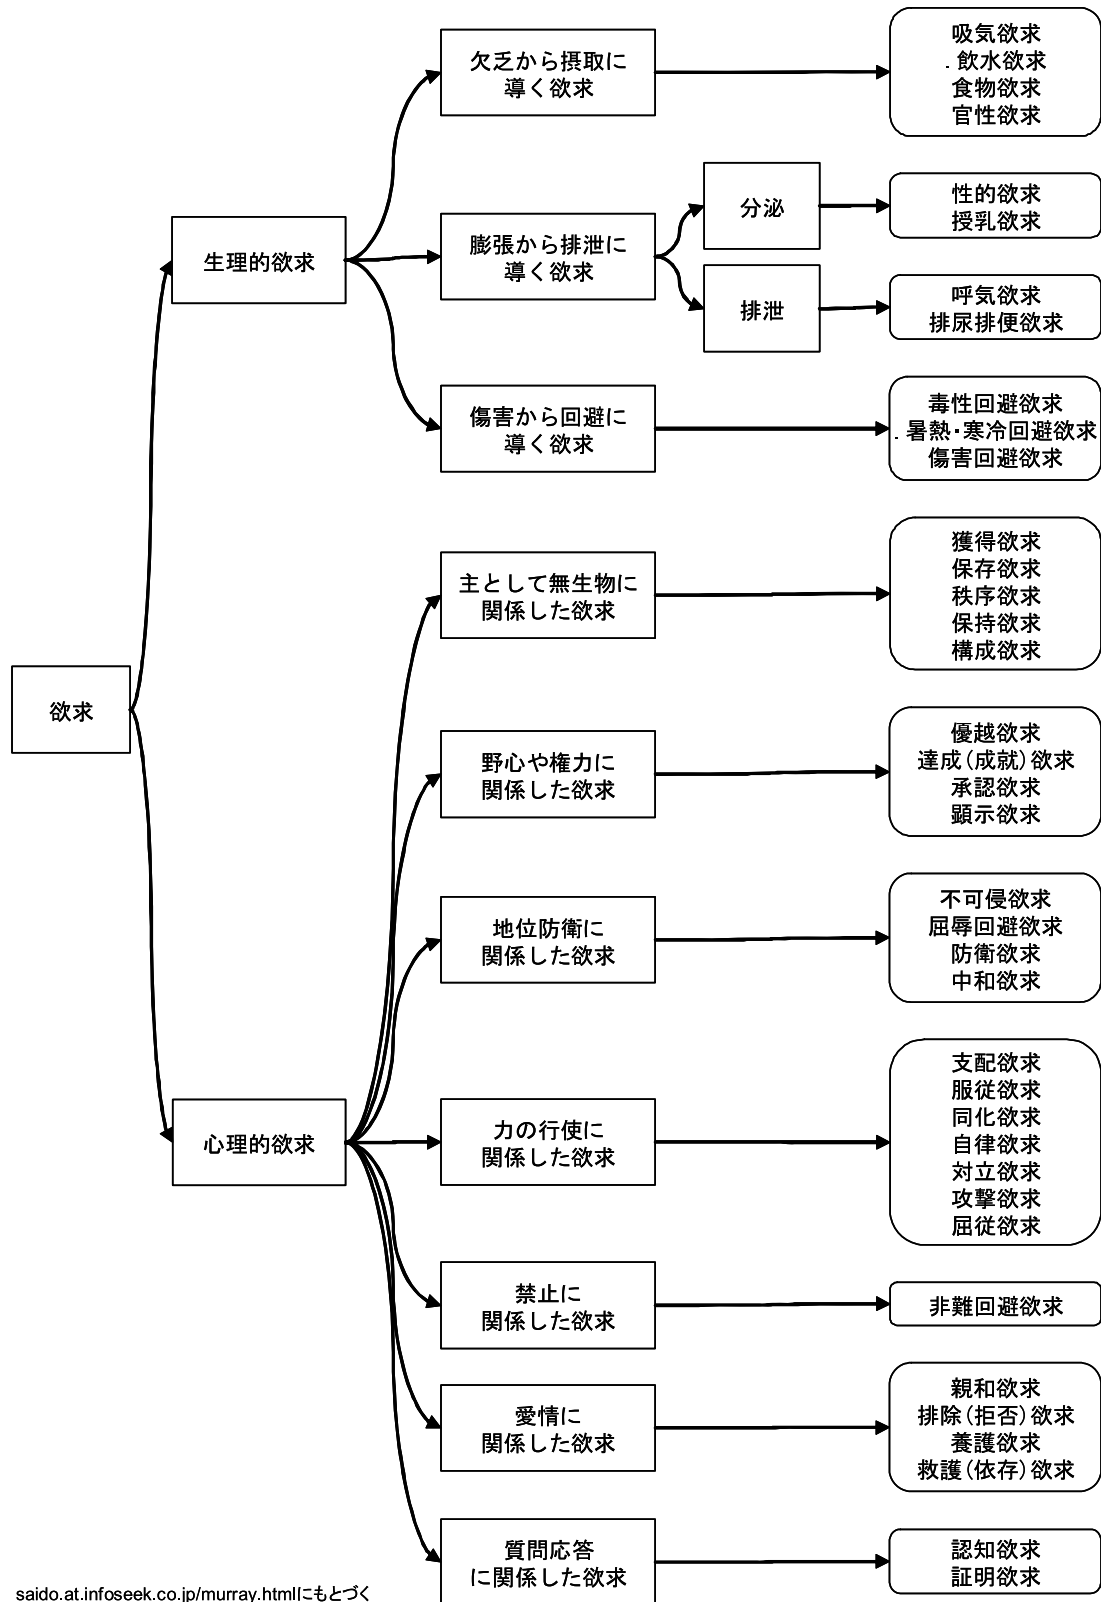 欲求
生理的欲求
欠乏から摂取に
導く欲求
吸気欲求
. 飲水欲求
食物欲求
官性欲求
膨張から排泄に
導く欲求
分泌
性的欲求
授乳欲求
排泄
呼気欲求
排尿排便欲求
傷害から回避に
導く欲求
毒性回避欲求
. 暑熱・寒冷回避欲求
傷害回避欲求
心理的欲求
主として無生物に
関係した欲求
獲得欲求
保存欲求
秩序欲求
保持欲求
構成欲求
野心や権力に
関係した欲求
優越欲求
達成(成就)欲求
承認欲求
顕示欲求
地位防衛に
関係した欲求
不可侵欲求
屈辱回避欲求
防衛欲求
中和欲求
力の行使に
関係した欲求
支配欲求
服従欲求
同化欲求
自律欲求
対立欲求
攻撃欲求
屈従欲求
禁止に
関係した欲求
非難回避欲求
愛情に
関係した欲求
親和欲求
排除(拒否)欲求
養護欲求
救護(依存)欲求
質問応答
に関係した欲求
認知欲求
証明欲求
saido.at.infoseek.co.jp/murray.htmlにもとづく